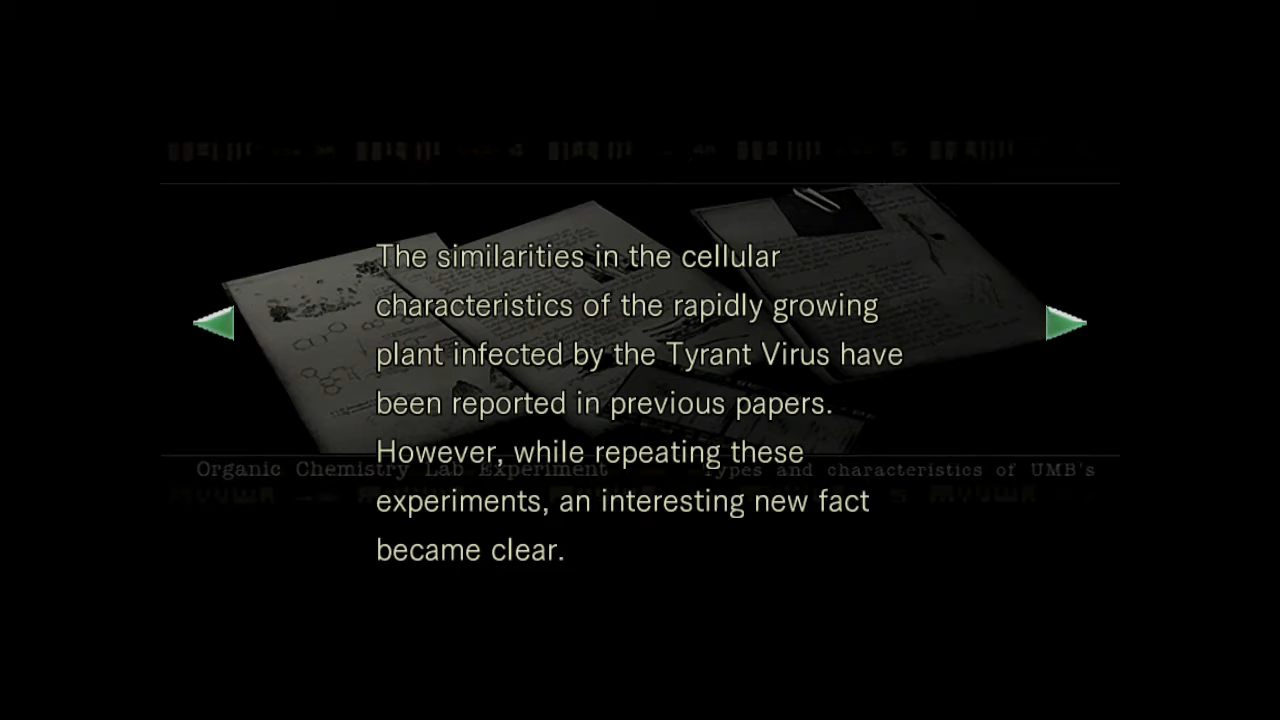 The similarities in the cellular
characteristics of the rapidly growing
plant infected by the Tyrant Virus have
been reported in previous papers.
However, while repeating these
Organic Chemistry Lab Experiment Types and characteristics of UMB's
experiments, an interesting new fact
became clear.